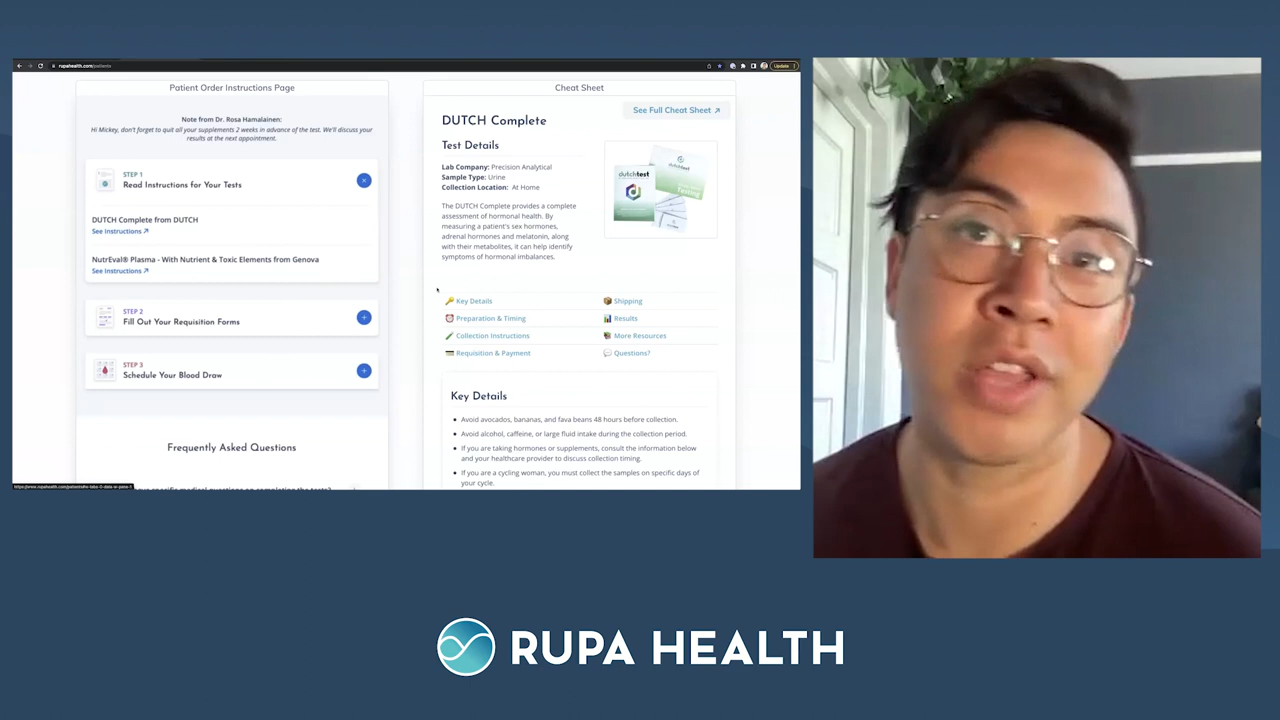 rupahealth.com/patients
Update
Patient Order Instructions Page
Note from Dr. Rosa Hamalainen:
Hi Mickey, don't forget to quit all your supplements 2 weeks in advance of the test. We'll discuss your
results at the next appointment.
STEP 1
Read Instructions for Your Tests
DUTCH Complete from DUTCH
See Instructions
NutrEval® Plasma - With Nutrient & Toxic Elements from Genova
See Instructions
STEP 2
Fill Out Your Requisition Forms
STEP 3
Schedule Your Blood Draw
Frequently Asked Questions
Cheat Sheet
See Full Cheat Sheet
DUTCH Complete
Test Details
Lab Company: Precision Analytical
Sample Type: Urine
Collection Location: At Home
The DUTCH Complete provides a complete
assessment of hormonal health. By
measuring a patient's sex hormones,
adrenal hormones and melatonin, along
with their metabolites, it can help identify
symptoms of hormonal imbalances.
dutchtest
Key Details
Shipping
Preparation & Timing
Results
Collection Instructions
More Resources
Requisition & Payment
Questions?
Key Details
Avoid avocados, bananas, and fava beans 48 hours before collection.
Avoid alcohol, caffeine, or large fluid intake during the collection period.
If you are taking hormones or supplements, consult the information below
and your healthcare provider to discuss collection timing.
If you are a cycling woman, you must collect the samples on specific days of
your cycle.
RUPA HEALTH